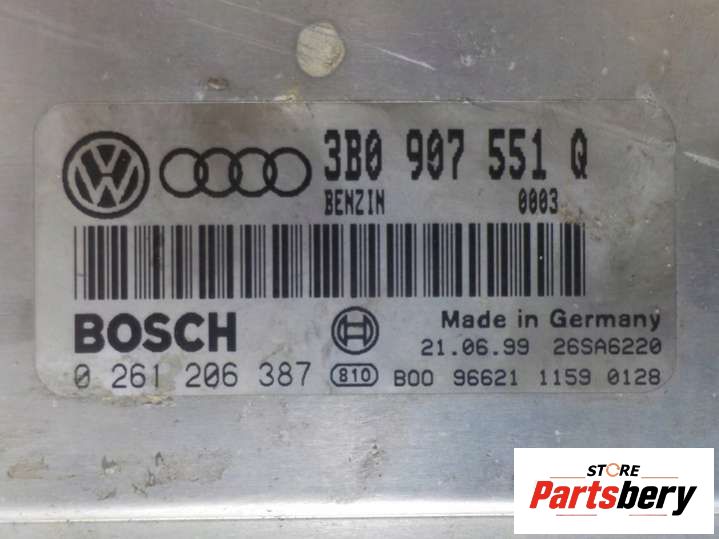 3B0 907 551 Q
BENZIN 0003
BOSCH
Made in Germany
21.06.99 26SA6220
0 261 206 387 810 B00 96621 1159 0128
STORE
Partsbery